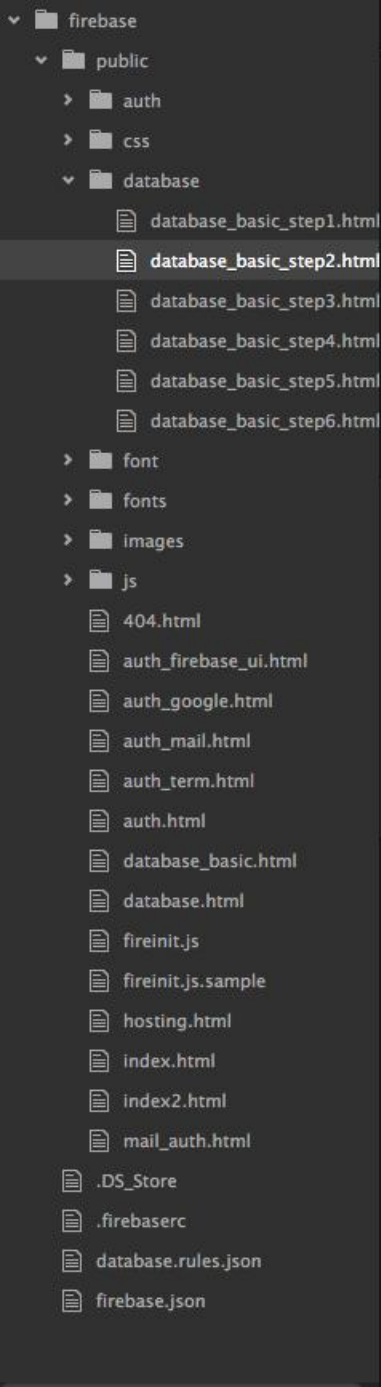 firebase
public
auth
css
database
database_basic_step1.html
database_basic_step2.html
database_basic_step3.html
database_basic_step4.html
database_basic_step5.html
database_basic_step6.html
font
fonts
images
js
404.html
auth_firebase_ui.html
auth_google.html
auth_mail.html
auth_term.html
auth.html
database_basic.html
database.html
fireinit.js
fireinit.js.sample
hosting.html
index.html
index2.html
mail_auth.html
.DS_Store
.firebaserc
database.rules.json
firebase.json